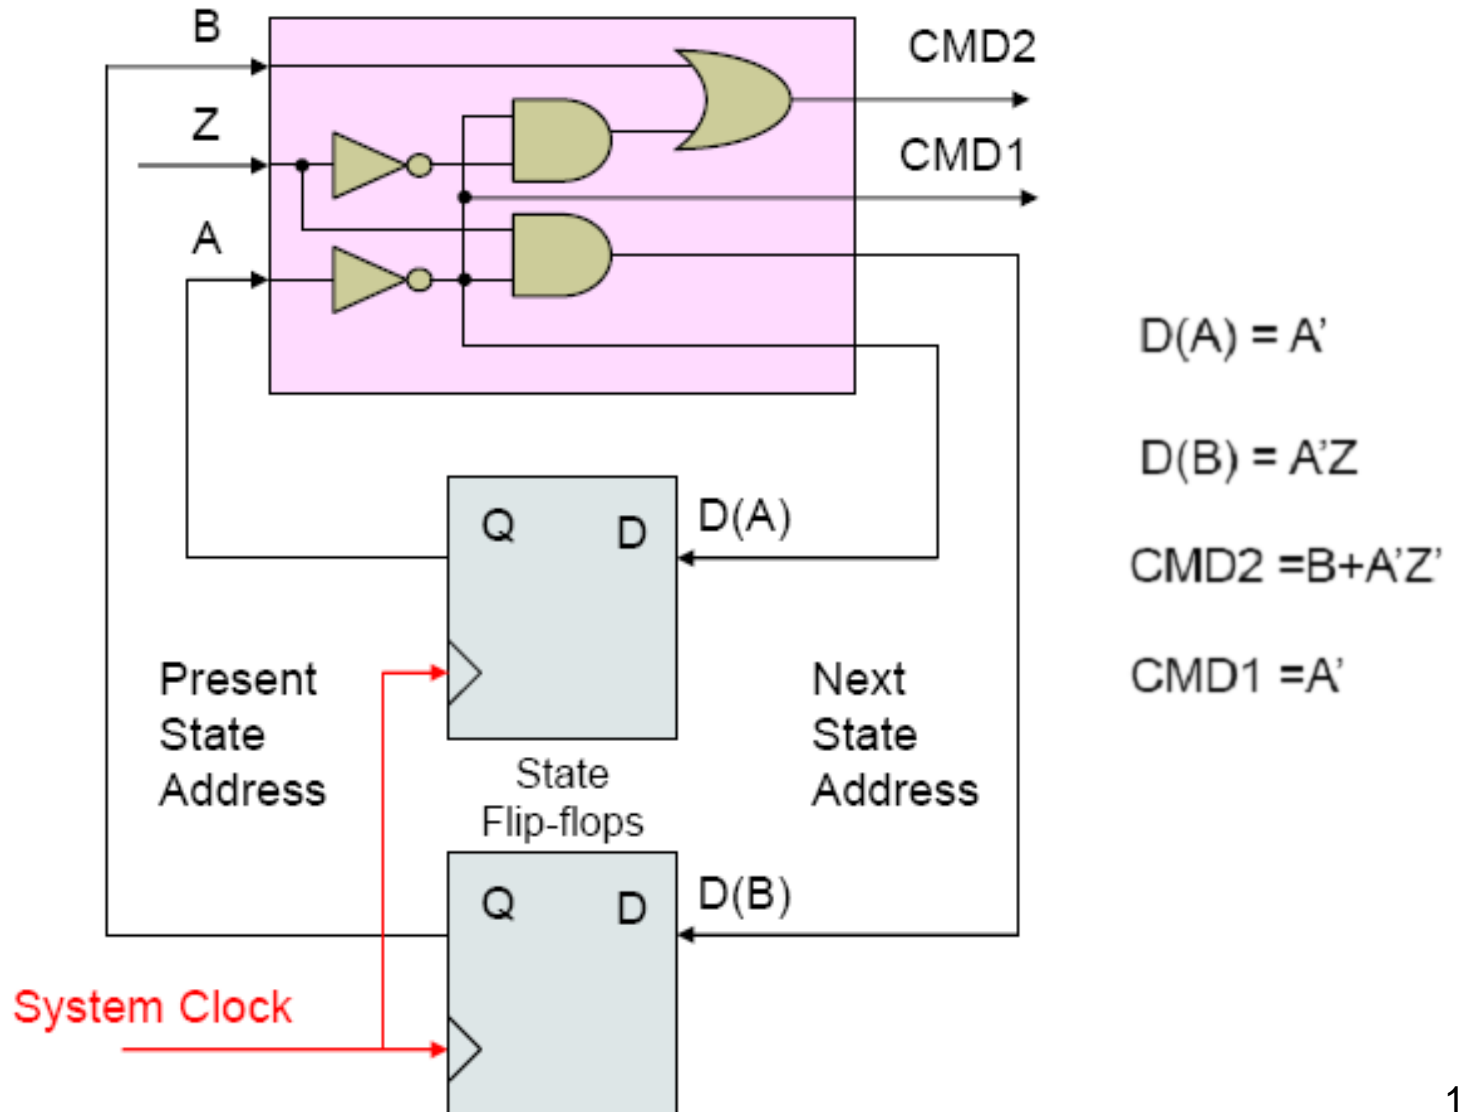 B
CMD2
Z
CMD1
A
D(A) = A'
D(B) = A'Z
CMD2 =B+A'Z'
CMD1 =A'
Q D
D(A)
Present
State
Address
Next
State
Address
State
Flip-flops
Q D
D(B)
System Clock
1